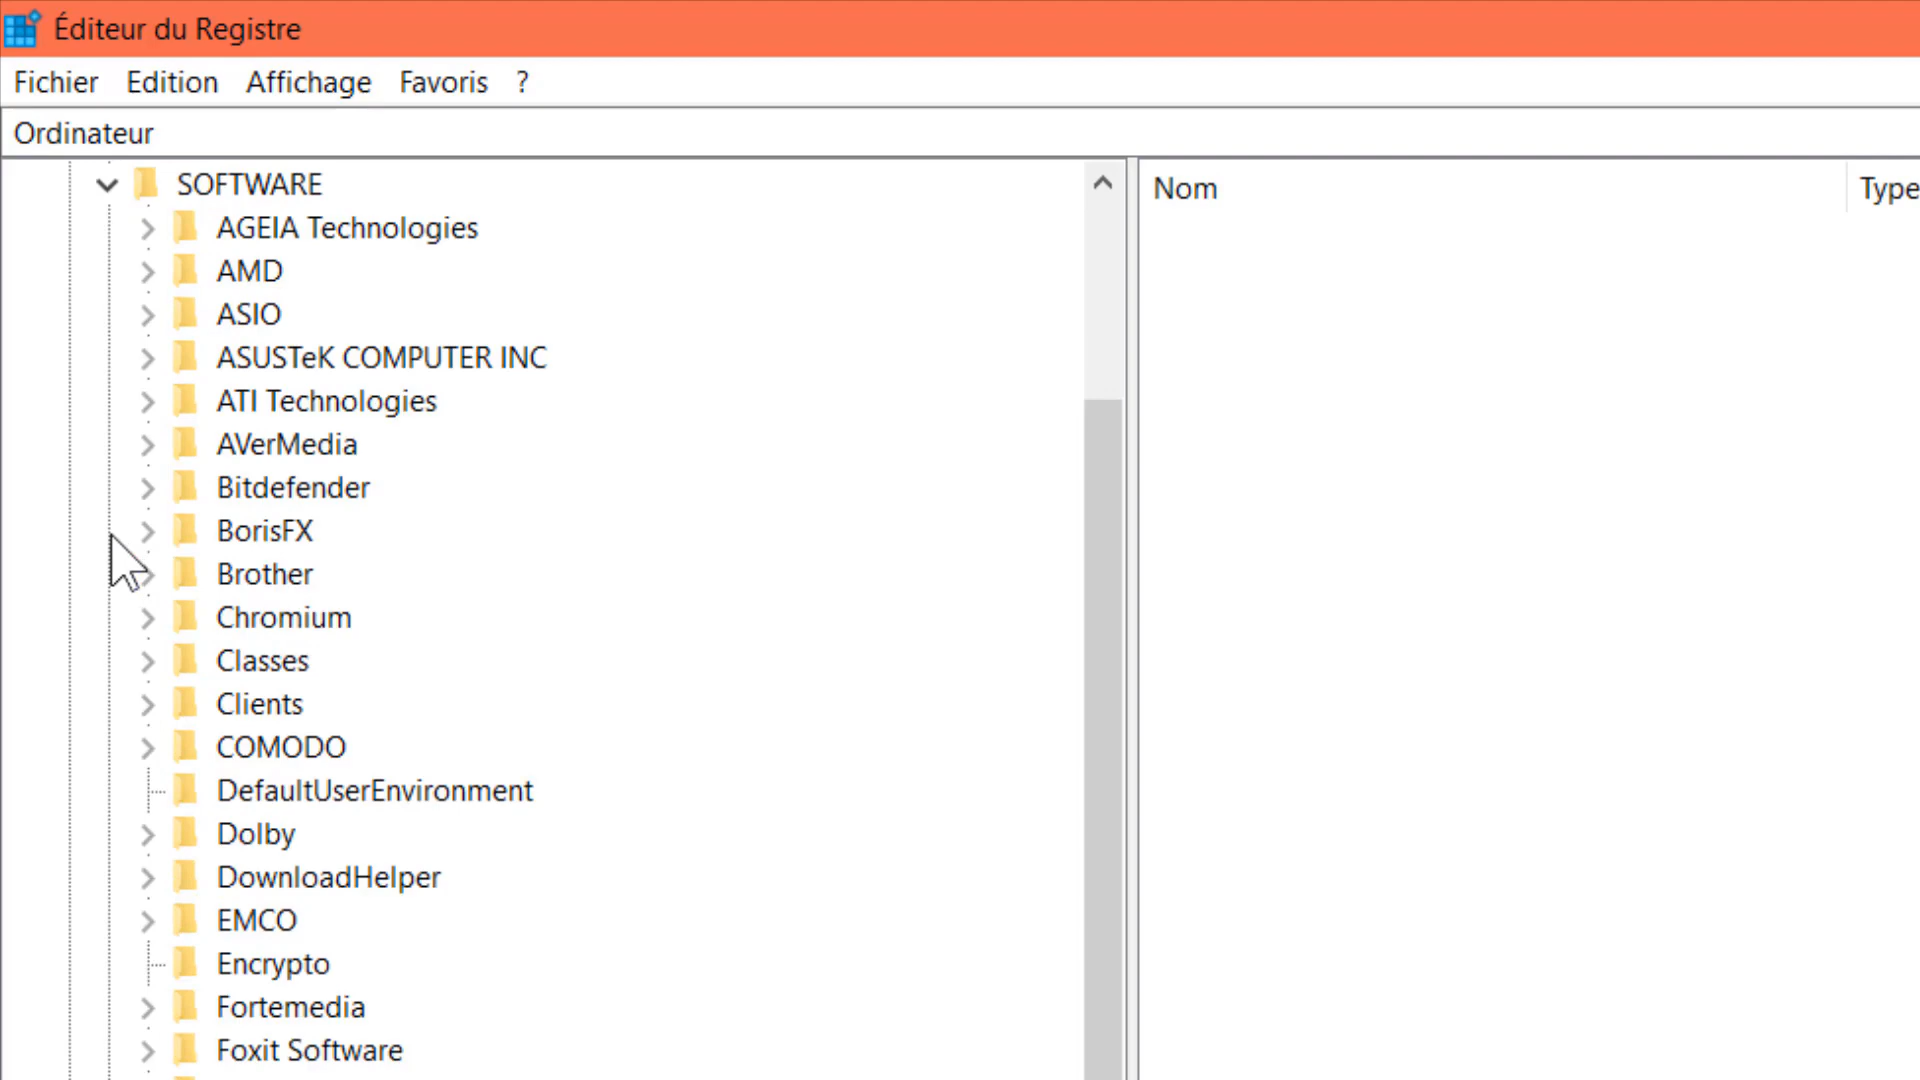 Éditeur du Registre
Fichier Edition Affichage Favoris ?
Ordinateur
SOFTWARE
AGEIA Technologies
AMD
ASIO
ASUSTeK COMPUTER INC
ATI Technologies
AVerMedia
Bitdefender
BorisFX
Brother
Chromium
Classes
Clients
COMODO
DefaultUserEnvironment
Dolby
DownloadHelper
EMCO
Encrypto
Fortemedia
Foxit Software
Nom Type